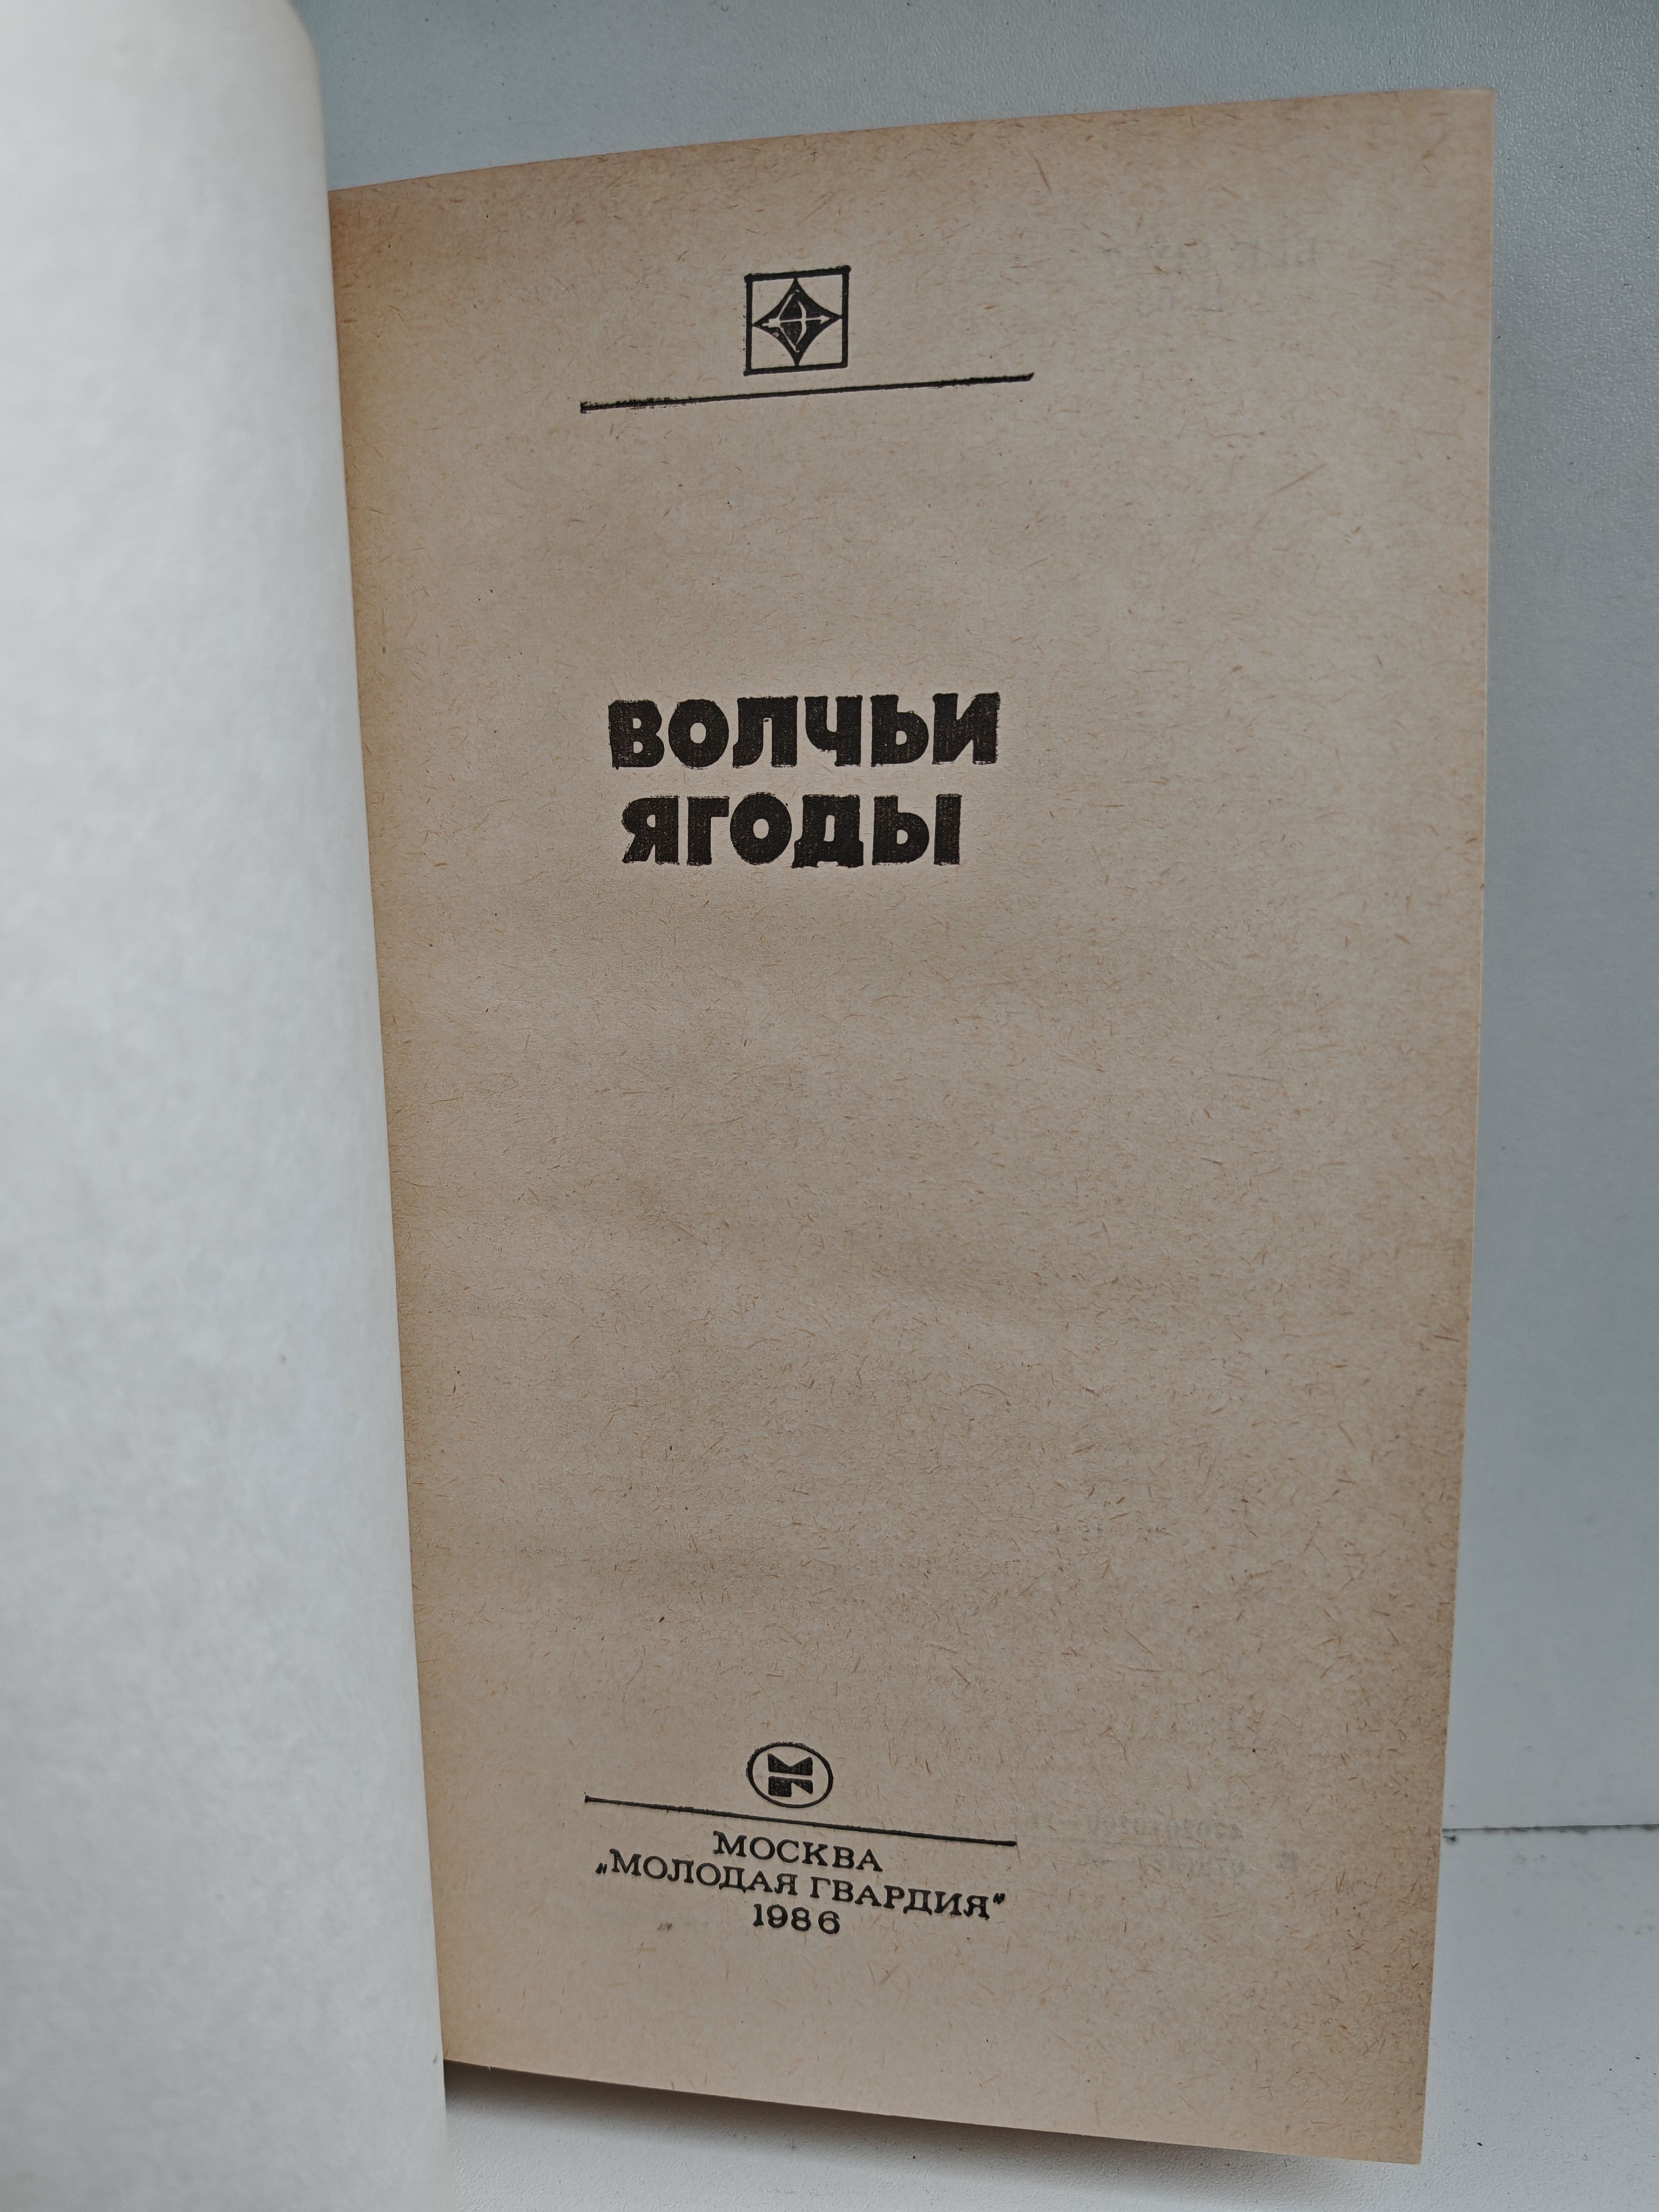 ВОЛЧЬИ
ЯГОДЫ
МОСКВА
„МОЛОДАЯ ГВАРДИЯ"
1986